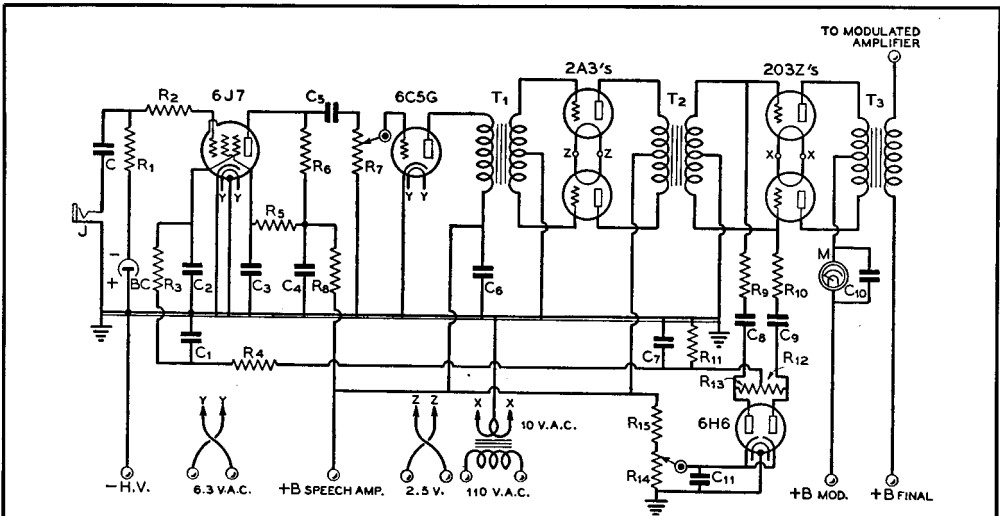 TO MODULATED
AMPLIFIER
2A3's
203Z's
6J7
6C5G
R2
C5
T1
T2
T3
C
R1
R6
R7
Y Y
Y Y
Z Z
X X
J
R5
M
- + BC
R3
C2
C3
C4
R8
C6
R9
R10
C10
C1
R4
C7
R11
C8
C9
R12
R13
6H6
Y Y
Z Z
X X
10 V.A.C.
R15
R14
C11
-H.V.
6.3 V.A.C.
+B SPEECH AMP.
2.5 V.
110 V.A.C.
+B MOD.
+B FINAL